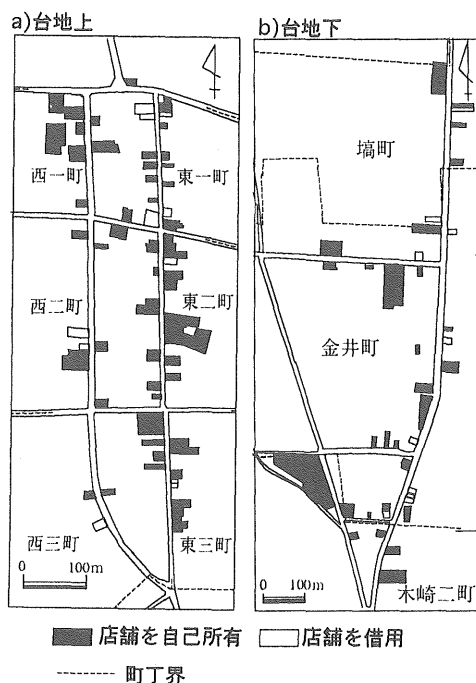 a)台地上
b)台地下
西一町
東一町
西二町
東二町
西三町
東三町
0 100m
塙町
金井町
木崎二町
0 100m
店舗を自己所有
店舗を借用
町丁界